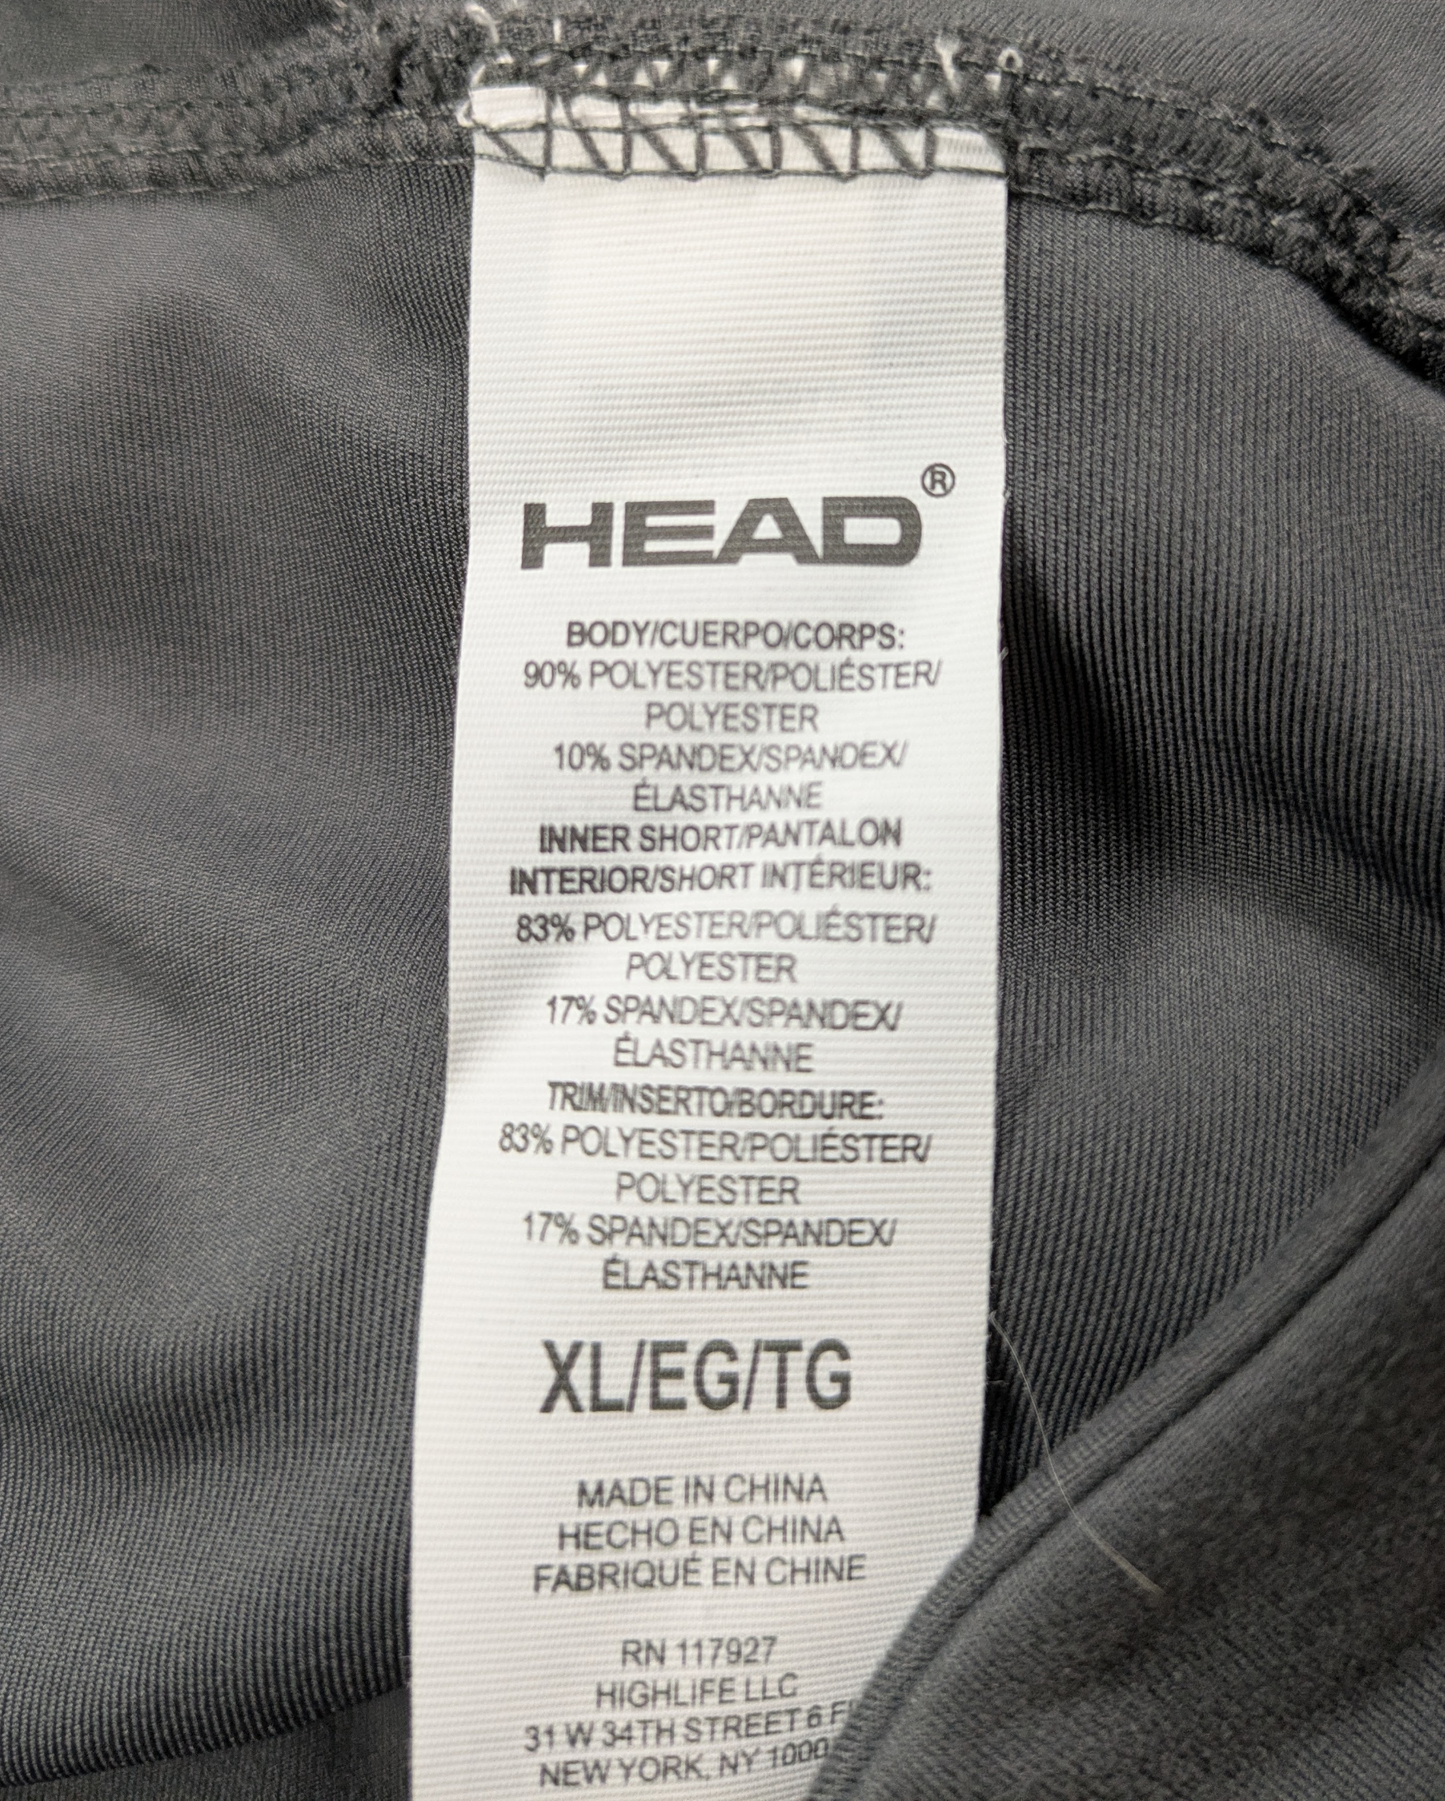 HEAD®
BODY/CUERPO/CORPS:
90% POLYESTER/POLIÉSTER/
POLYESTER
10% SPANDEX/SPANDEX/
ÉLASTHANNE
INNER SHORT/PANTALON
INTERIOR/SHORT INTÉRIEUR:
83% POLYESTER/POLIÉSTER/
POLYESTER
17% SPANDEX/SPANDEX/
ÉLASTHANNE
TRIM/INSERTO/BORDURE:
83% POLYESTER/POLIÉSTER/
POLYESTER
17% SPANDEX/SPANDEX/
ÉLASTHANNE
XL/EG/TG
MADE IN CHINA
HECHO EN CHINA
FABRIQUÉ EN CHINE
RN 117927
HIGHLIFE LLC
31 W 34TH STREET 6
NEW YORK, NY